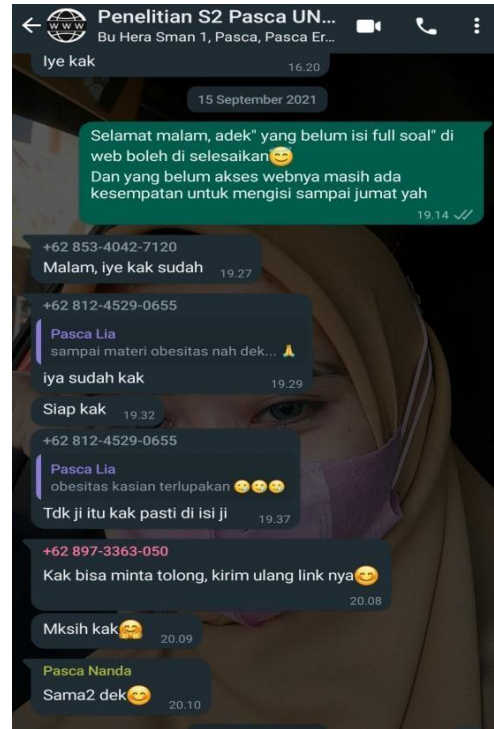 Penelitian S2 Pasca UN...
WWW
Bu Hera Sman 1, Pasca, Pasca Er...
Iye kak
16.20
15 September 2021
Selamat malam, adek" yang belum isi full soal" di
web boleh di selesaikan😅
Dan yang belum akses webnya masih ada
kesempatan untuk mengisi sampai jumat yah
19.14
+62 853-4042-7120
Malam, iye kak sudah 19.27
+62 812-4529-0655
Pasca Lia
sampai materi obesitas nah dek... 🙏
iya sudah kak
19.29
Siap kak 19.32
+62 812-4529-0655
Pasca Lia
obesitas kasian terlupakan 🥲🥲🥲
Tdk ji itu kak pasti di isi ji 19.37
+62 897-3363-050
Kak bisa minta tolong, kirim ulang link nya😊
20.08
Mksih kak🤗 20.09
Pasca Nanda
Sama2 dek😊 20.10